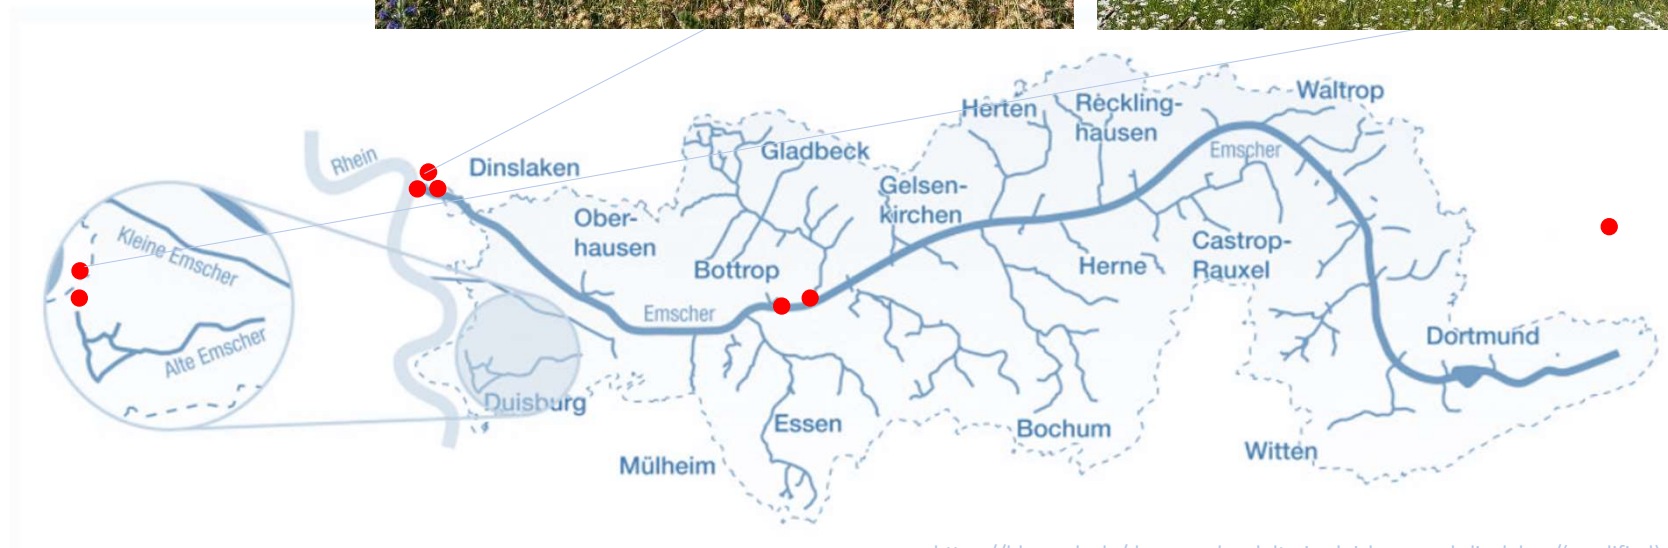 Waltrop
Herten
Reckling-
hausen
Emscher
Rhein
Dinslaken
Gladbeck
Gelsen-
kirchen
Ober-
hausen
Kleine Emscher
Castrop-
Rauxel
Bottrop
Herne
Emscher
Alte Emscher
Dortmund
Duisburg
Essen
Bochum
Mülheim
Witten